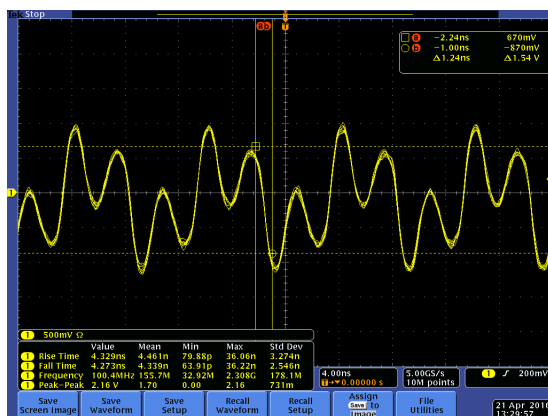 Tek Stop
a b
T
a -2.24ns 670mV
b -1.00ns -870mV
Δ1.24ns Δ1.54 V
1
1 500mV Ω
Value Mean Min Max Std Dev
1 Rise Time 4.329ns 4.461n 79.88p 36.06n 3.274n
1 Fall Time 4.273ns 4.339n 63.91p 36.22n 2.546n
1 Frequency 100.4MHz 155.7M 32.92M 2.308G 178.1M
1 Peak-Peak 2.16 V 1.70 0.00 2.16 731m
4.00ns 5.00GS/s
T 0.00000 s 10M points
1 200mV
Save Screen Image
Save Waveform
Save Setup
Recall Waveform
Recall Setup
Assign Save to Image
File Utilities
13:29:57